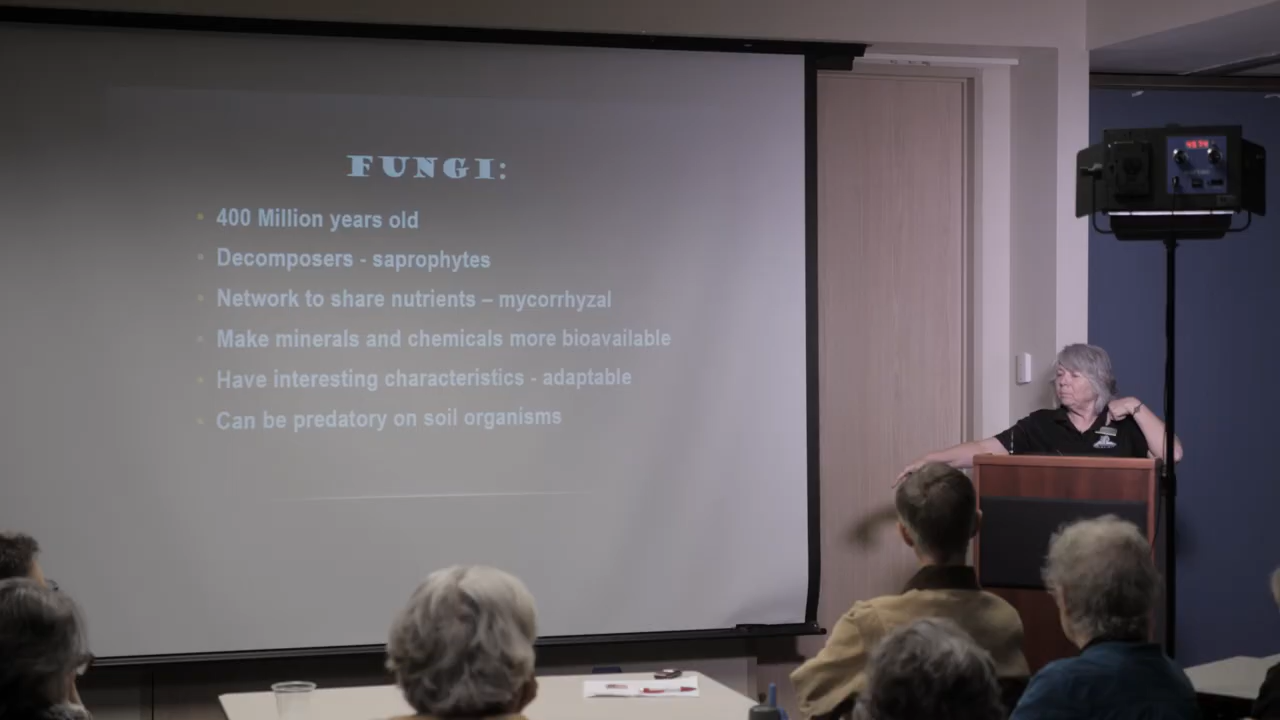 FUNGI:
• 400 Million years old
• Decomposers - saprophytes
• Network to share nutrients – mycorrhyzal
• Make minerals and chemicals more bioavailable
• Have interesting characteristics - adaptable
• Can be predatory on soil organisms